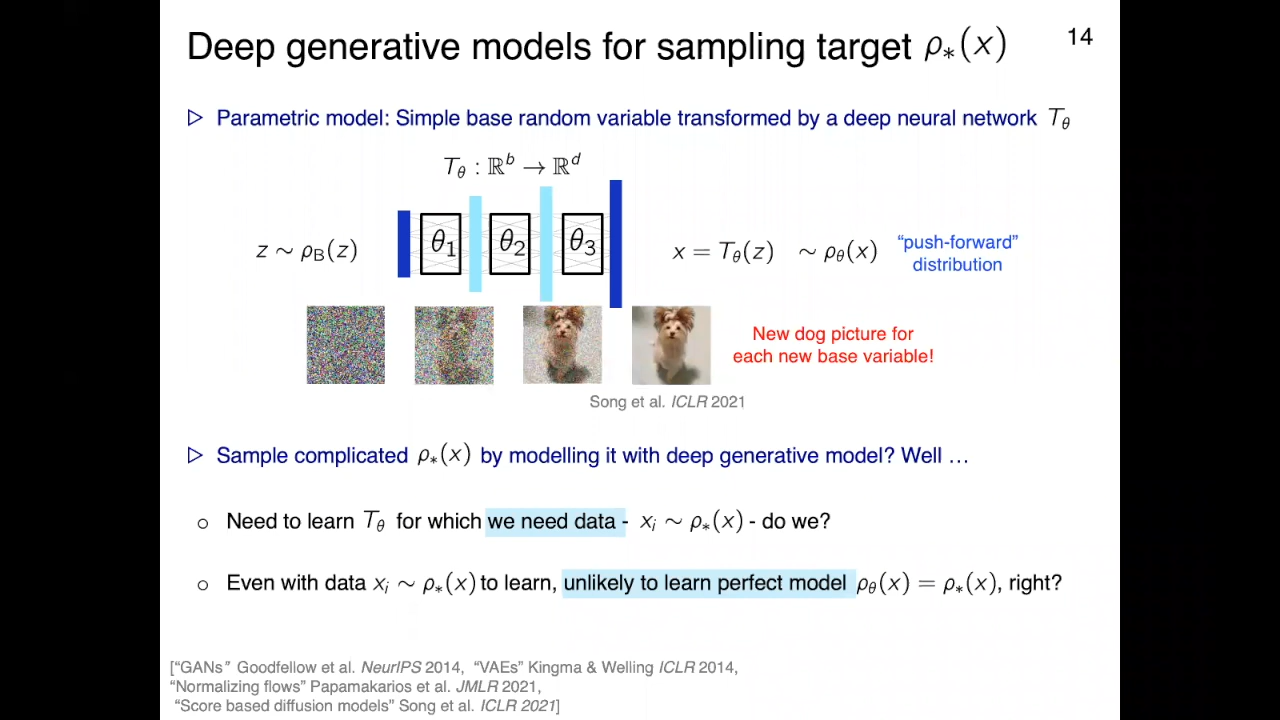 Deep generative models for sampling target ρ∗(x)
14
▷ Parametric model: Simple base random variable transformed by a deep neural network Tθ
Tθ : ℝᵇ → ℝᵈ
z ∼ ρB(z)
θ1 θ2 θ3
x = Tθ(z) ∼ ρθ(x)
“push-forward”
distribution
New dog picture for
each new base variable!
Song et al. ICLR 2021
▷ Sample complicated ρ∗(x) by modelling it with deep generative model? Well …
○ Need to learn Tθ for which we need data - xi ∼ ρ∗(x) - do we?
○ Even with data xi ∼ ρ∗(x) to learn, unlikely to learn perfect model ρθ(x) = ρ∗(x), right?
[“GANs” Goodfellow et al. NeurIPS 2014, “VAEs” Kingma & Welling ICLR 2014,
“Normalizing flows” Papamakarios et al. JMLR 2021,
“Score based diffusion models” Song et al. ICLR 2021]